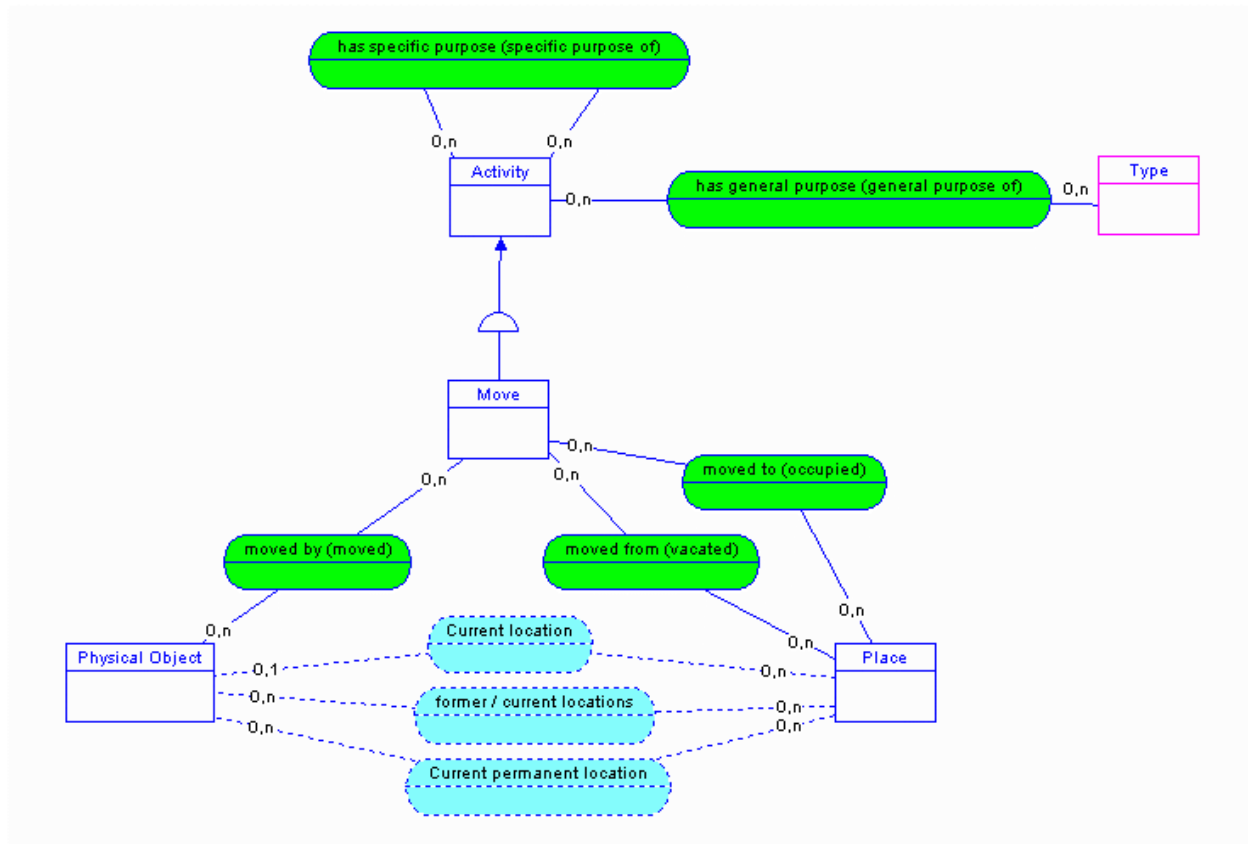 has specific purpose (specific purpose of)
0,n
0,n
Activity
Type
has general purpose (general purpose of)
0,n
0,n
Move
0,n
0,n
0,n
moved to (occupied)
moved by (moved)
moved from (vacated)
0,n
0,n
0,n
Physical Object
Current location
Place
0,1
0,n
former / current locations
0,n
0,n
0,n
0,n
Current permanent location